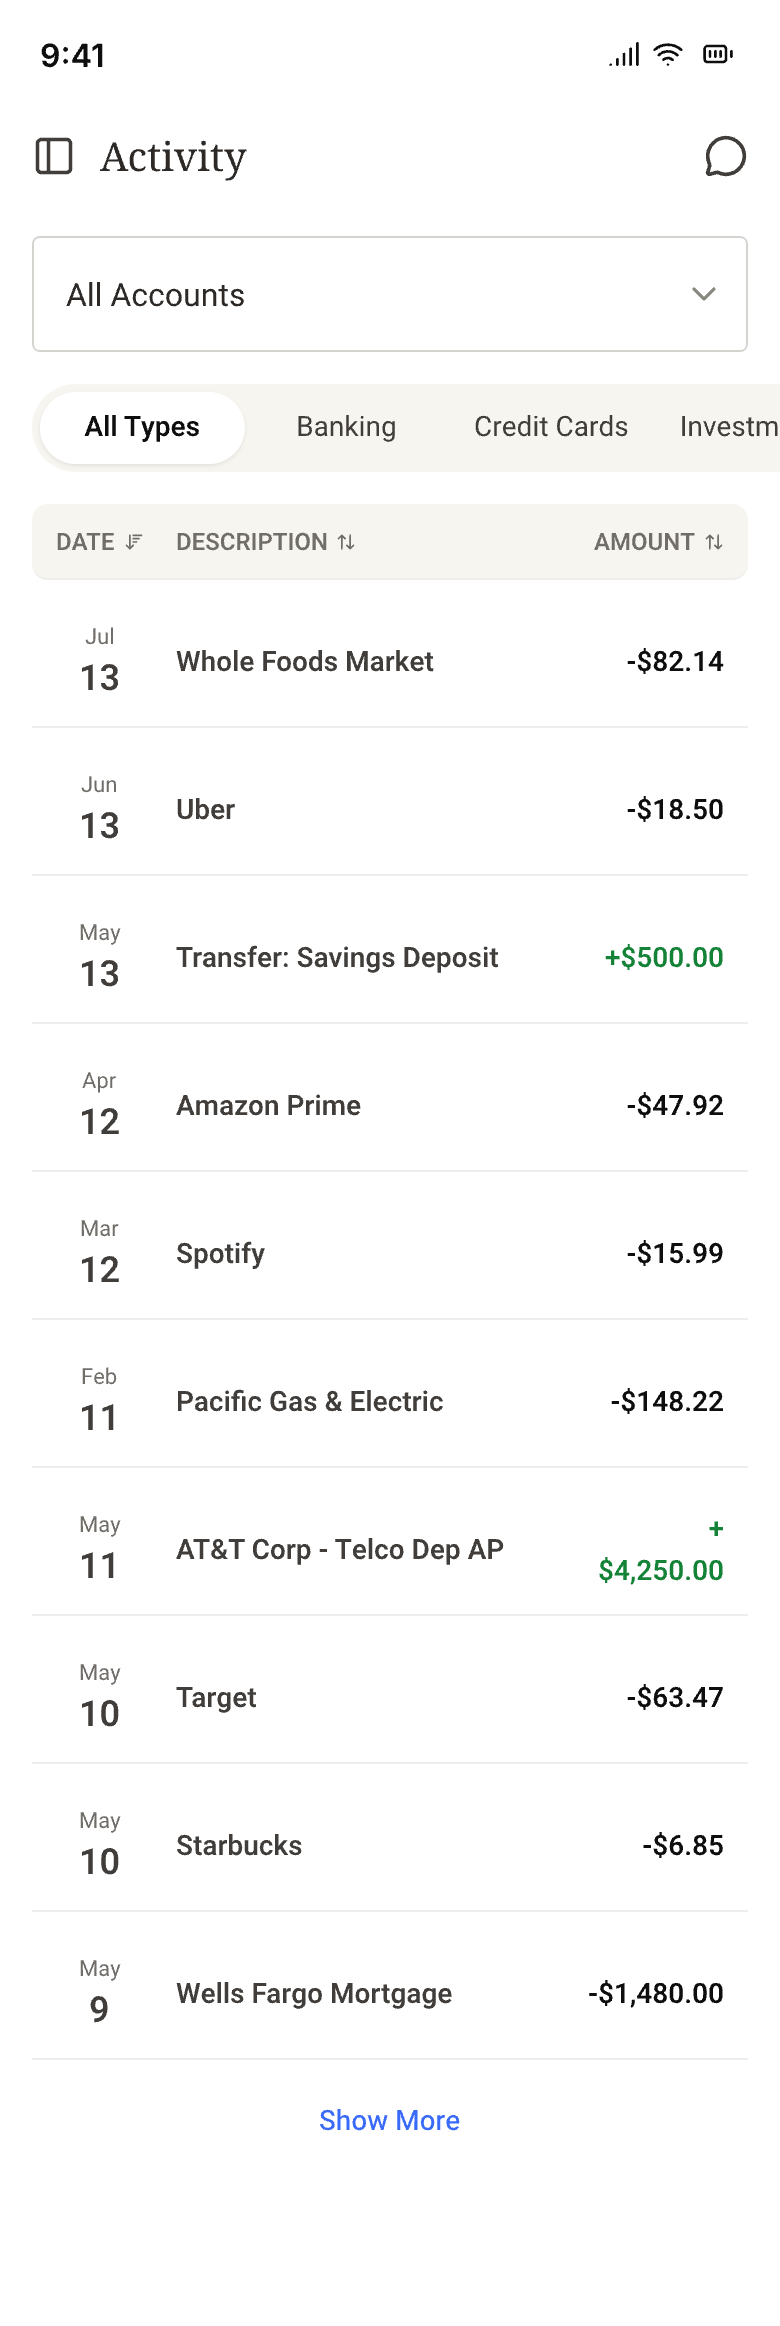 9:41
Activity
All Accounts
All Types Banking Credit Cards Investm
DATE DESCRIPTION AMOUNT
Jul
13 Whole Foods Market -$82.14
Jun
13 Uber -$18.50
May
13 Transfer: Savings Deposit +$500.00
Apr
12 Amazon Prime -$47.92
Mar
12 Spotify -$15.99
Feb
11 Pacific Gas & Electric -$148.22
May
11 AT&T Corp - Telco Dep AP +
$4,250.00
May
10 Target -$63.47
May
10 Starbucks -$6.85
May
9 Wells Fargo Mortgage -$1,480.00
Show More